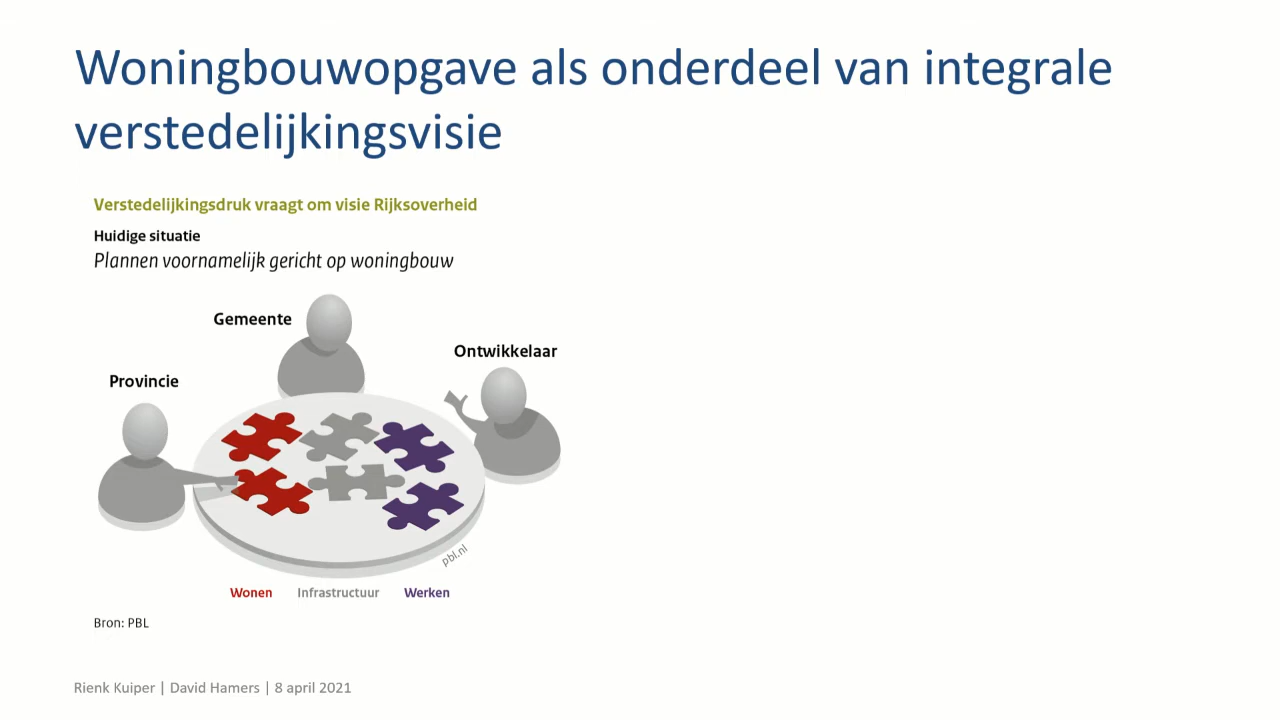 Woningbouwopgave als onderdeel van integrale
verstedelijkingsvisie
Verstedelijkingsdruk vraagt om visie Rijksoverheid
Huidige situatie
Plannen voornamelijk gericht op woningbouw
Gemeente
Ontwikkelaar
Provincie
pbl.nl
Wonen Infrastructuur Werken
Bron: PBL
Rienk Kuiper | David Hamers | 8 april 2021